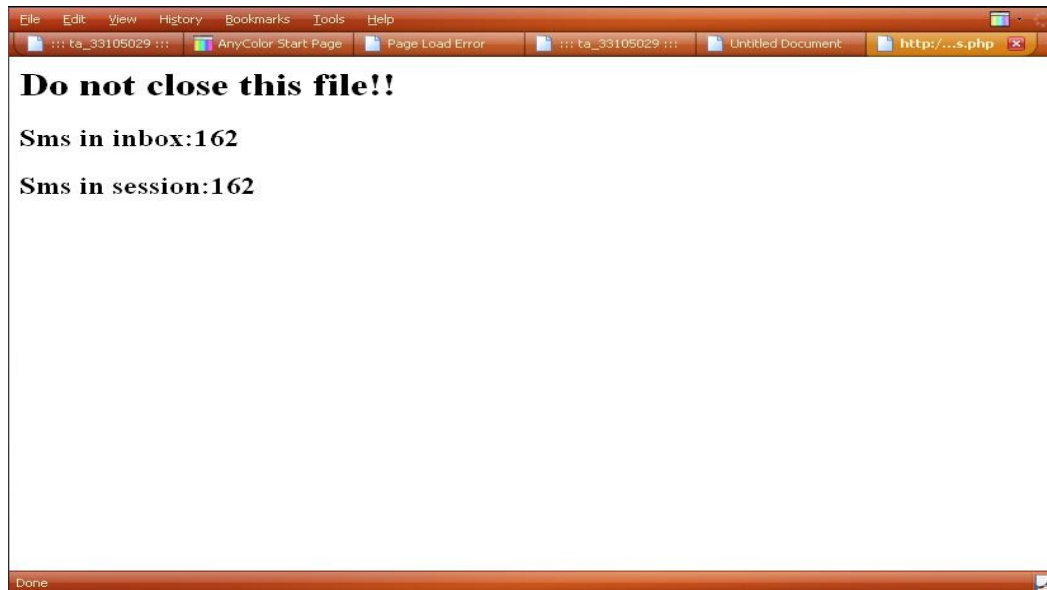 File Edit View History Bookmarks Tools Help
::: ta_33105029 ::: AnyColor Start Page Page Load Error ::: ta_33105029 ::: Untitled Document http:/...s.php
Do not close this file!!
Sms in inbox:162
Sms in session:162
Done